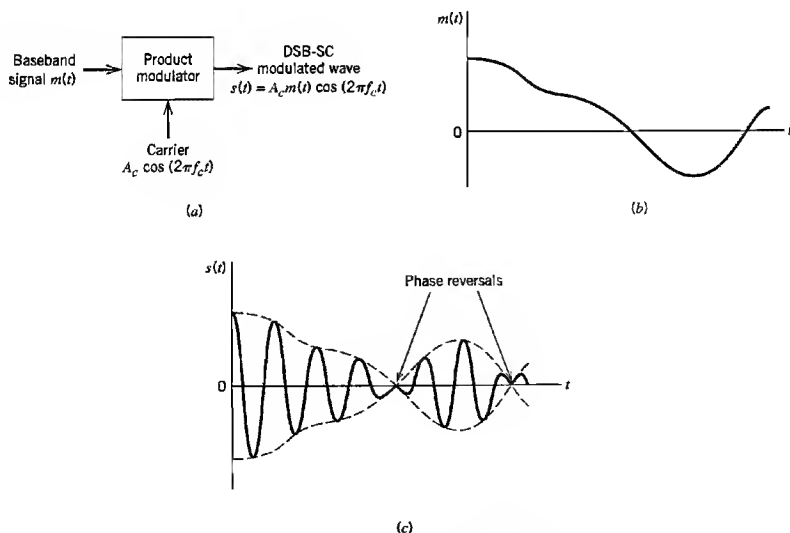 Baseband
signal m(t)
Product
modulator
DSB-SC
modulated wave
s(t) = A_c m(t) cos (2πf_c t)
Carrier
A_c cos (2πf_c t)
(a)
m(t)
0
t
(b)
s(t)
Phase reversals
0
t
(c)